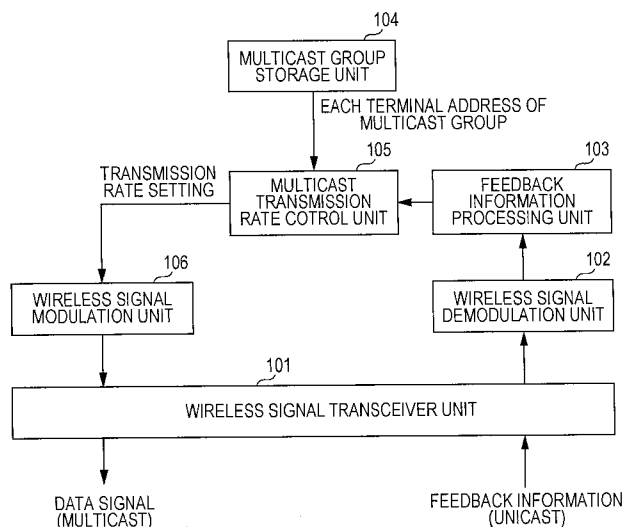 104
MULTICAST GROUP
STORAGE UNIT
EACH TERMINAL ADDRESS OF
MULTICAST GROUP
TRANSMISSION
RATE SETTING
105
MULTICAST
TRANSMISSION
RATE COTROL UNIT
103
FEEDBACK
INFORMATION
PROCESSING UNIT
106
WIRELESS SIGNAL
MODULATION UNIT
102
WIRELESS SIGNAL
DEMODULATION UNIT
101
WIRELESS SIGNAL TRANSCEIVER UNIT
DATA SIGNAL
(MULTICAST)
FEEDBACK INFORMATION
(UNICAST)